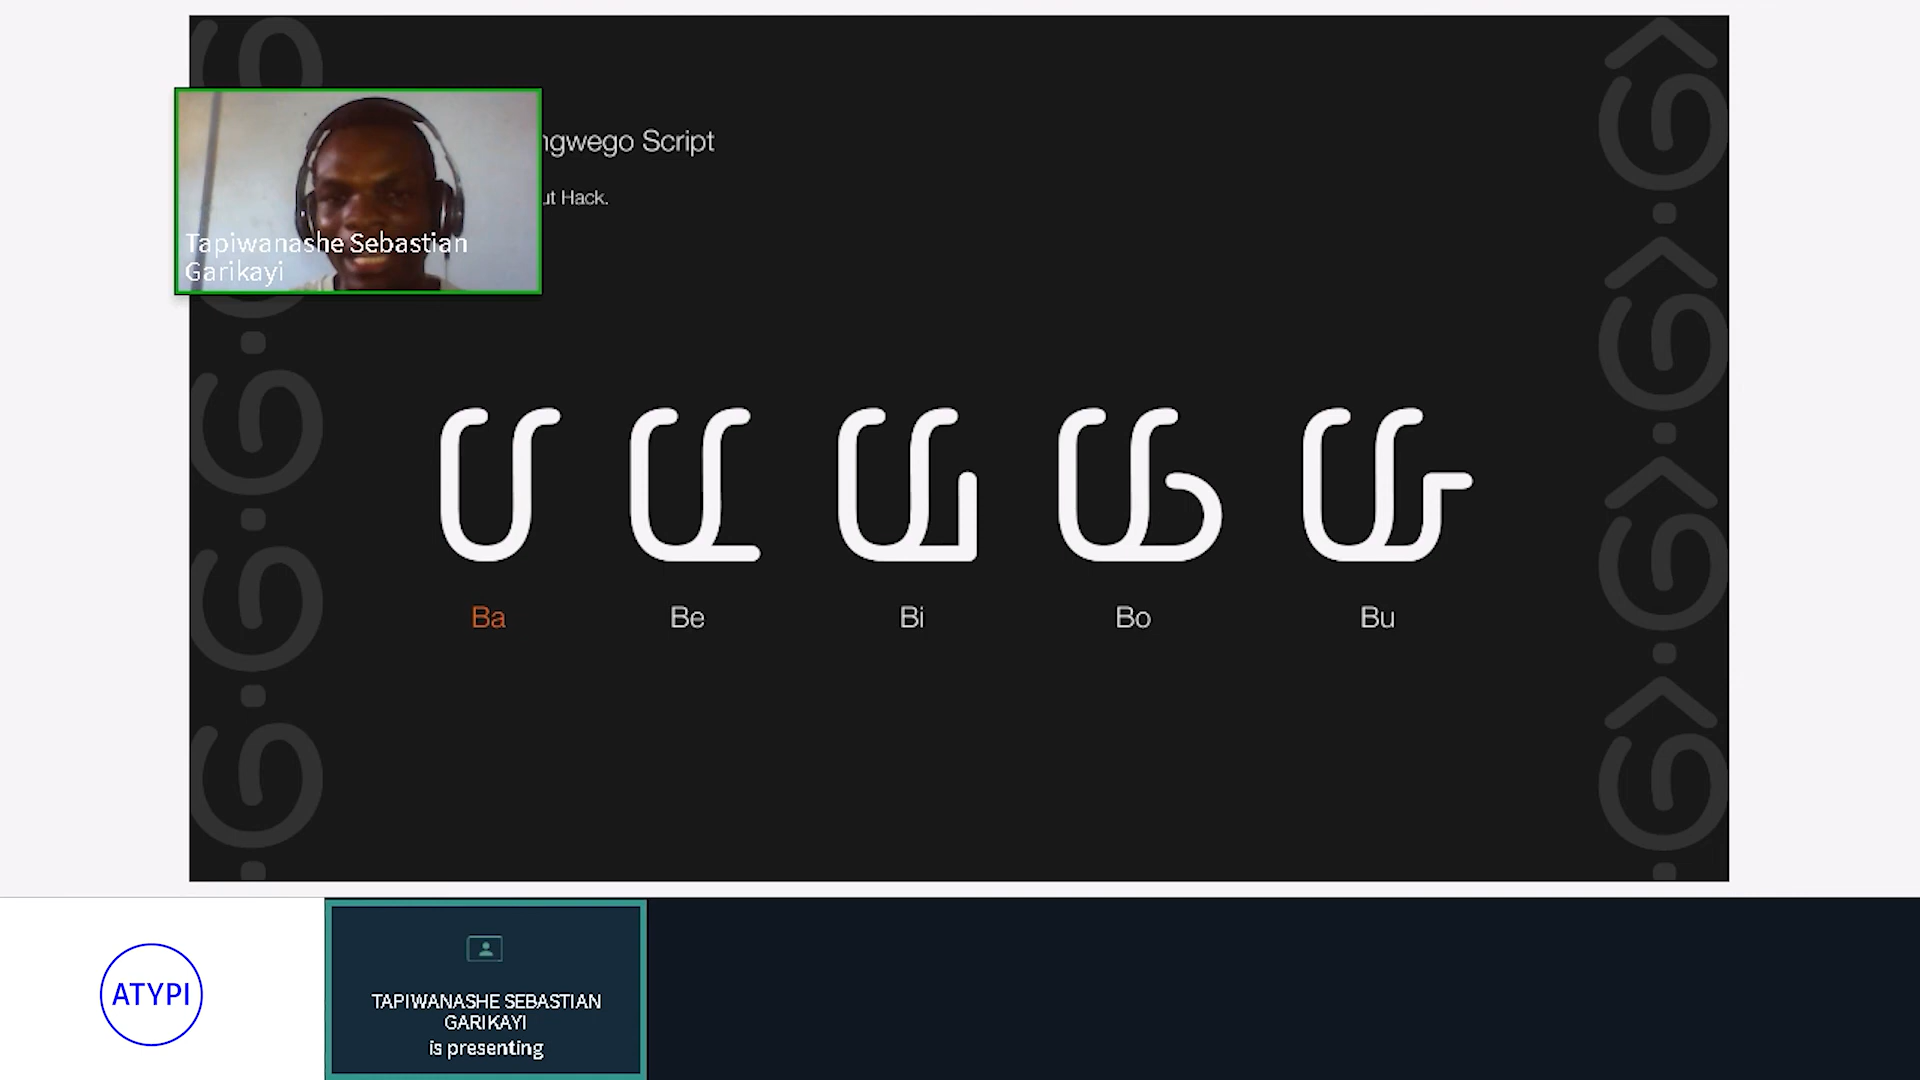 ngwego Script
ut Hack.
Tapiwanashe Sebastian
Garikayi
Ba
Be
Bi
Bo
Bu
ATYPI
TAPIWANASHE SEBASTIAN
GARIKAYI
is presenting